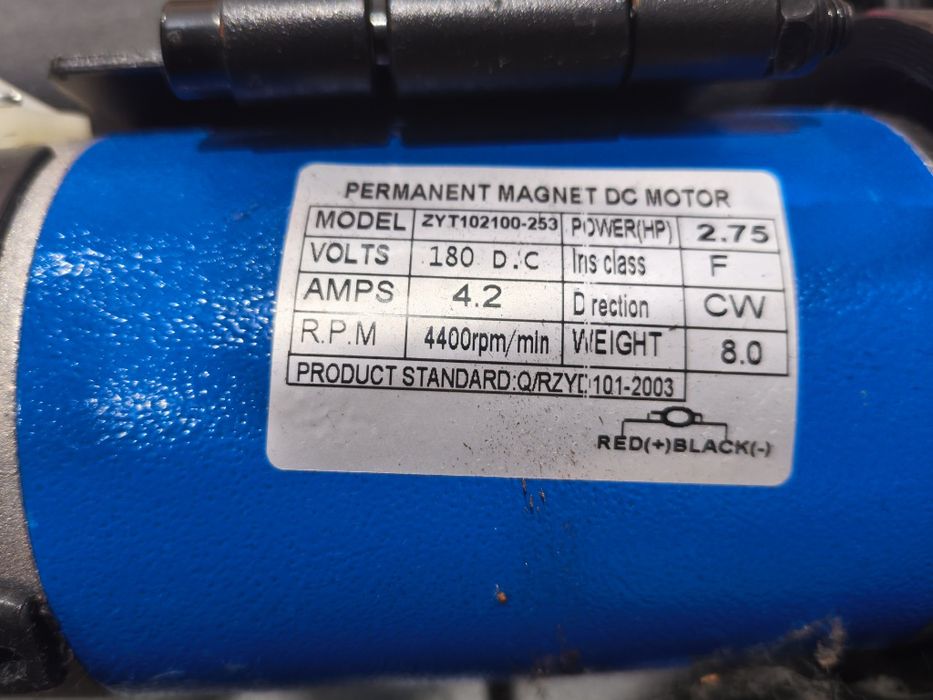 PERMANENT MAGNET DC MOTOR
MODEL ZYT102100-253 POWER(HP) 2.75
VOLTS 180 D.C Ins class F
AMPS 4.2 Direction CW
R.P.M 4400rpm/min WEIGHT 8.0
PRODUCT STANDARD:Q/RZYD101-2003
RED(+)BLACK(-)